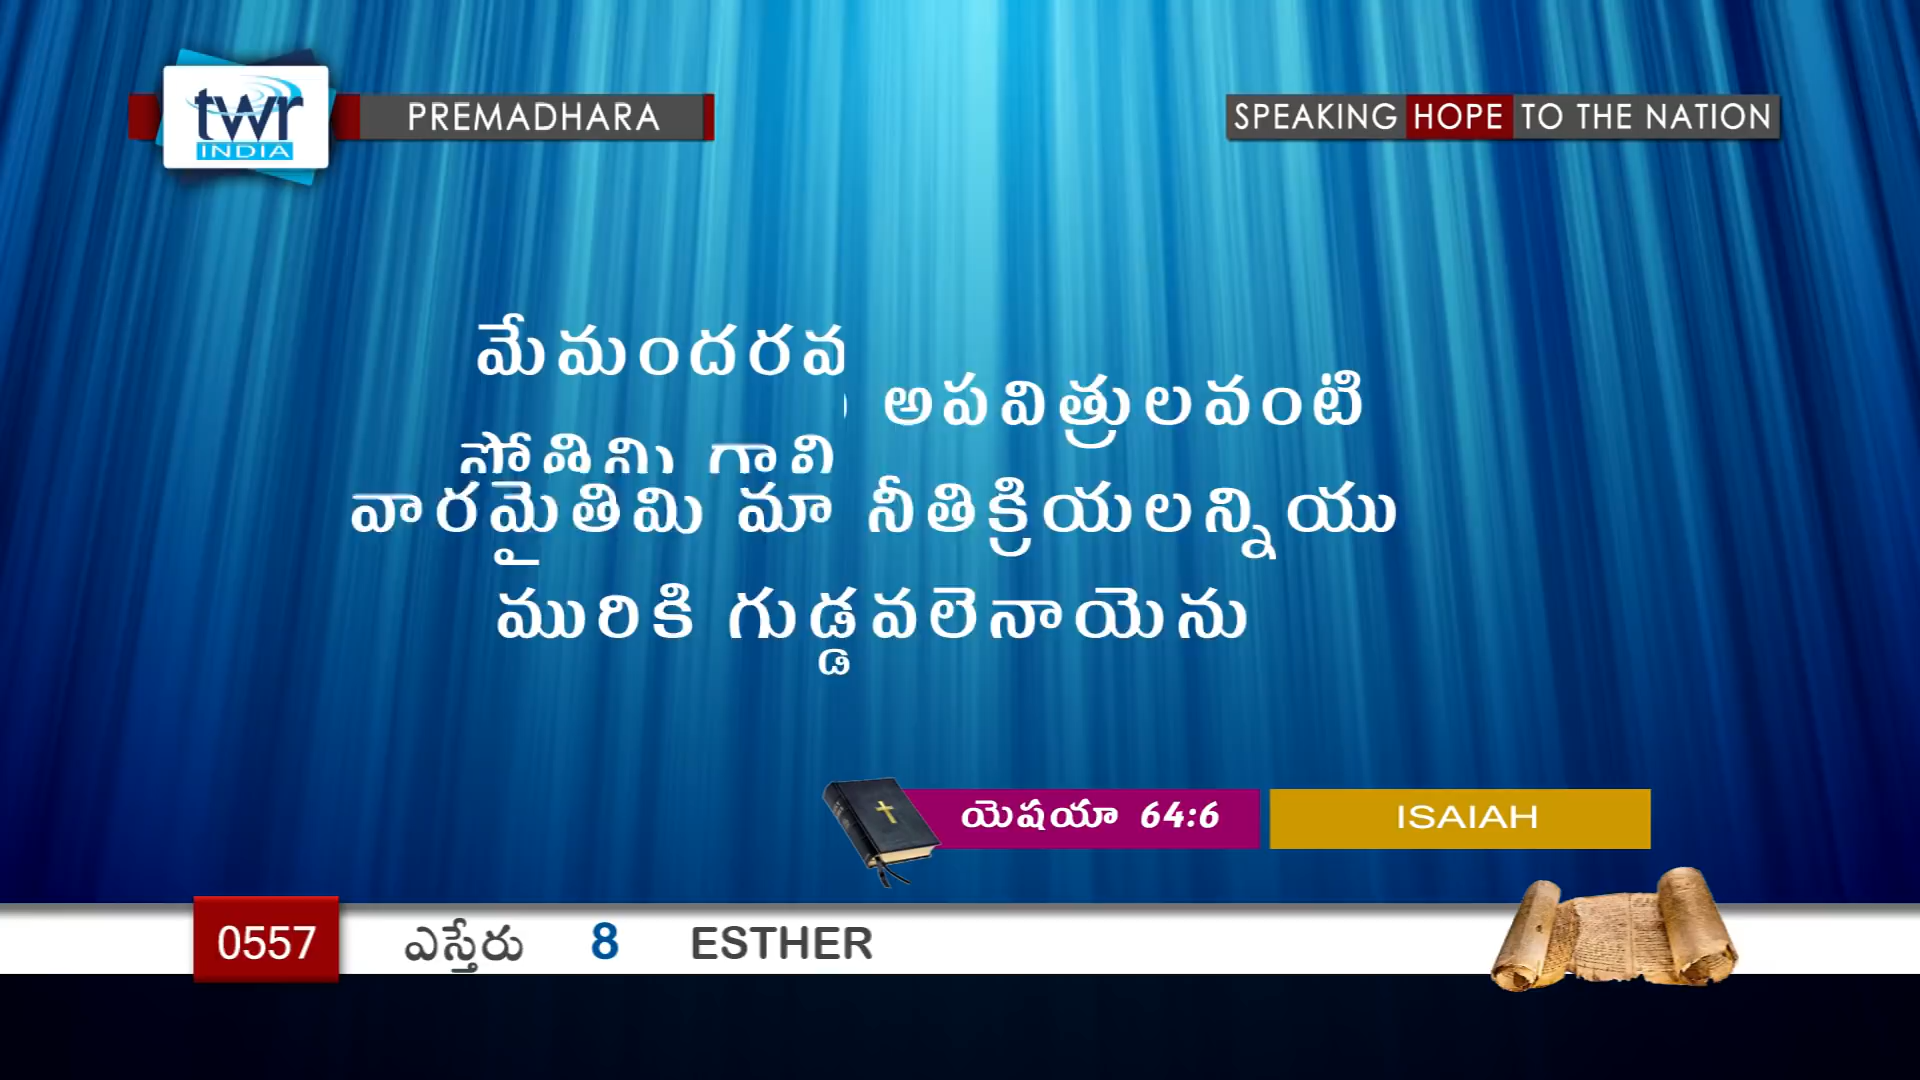 twr
INDIA
PREMADHARA
SPEAKING HOPE TO THE NATION
అపవిత్రులవంటి
వారమైతిమి మా నీతిక్రియలన్నియు
మురికి గుడ్డవలెనాయెను
యెషయా 64:6
ISAIAH
0557
ఎస్తేరు 8 ESTHER